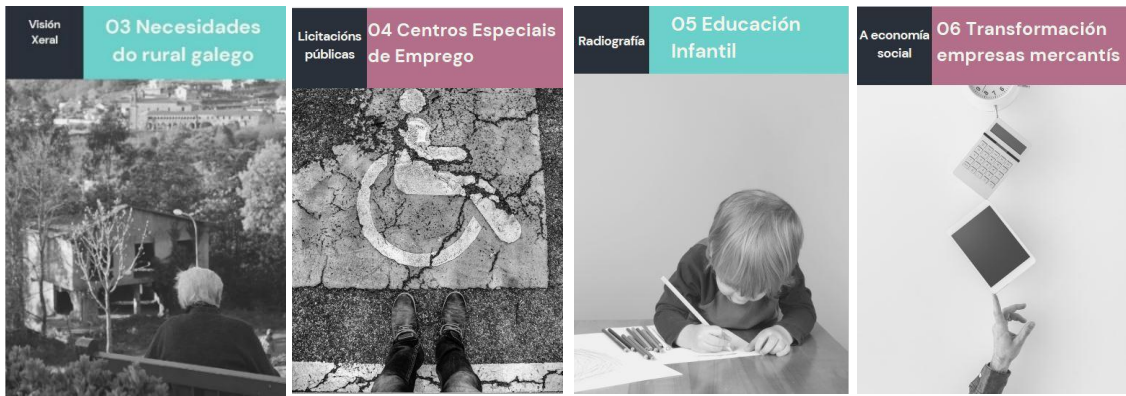 Visión
Xeral
03 Necesidades
do rural galego
Licitacións
públicas
04 Centros Especiais
de Emprego
Radiografía
05 Educación
Infantil
A economía
social
06 Transformación
empresas mercantís